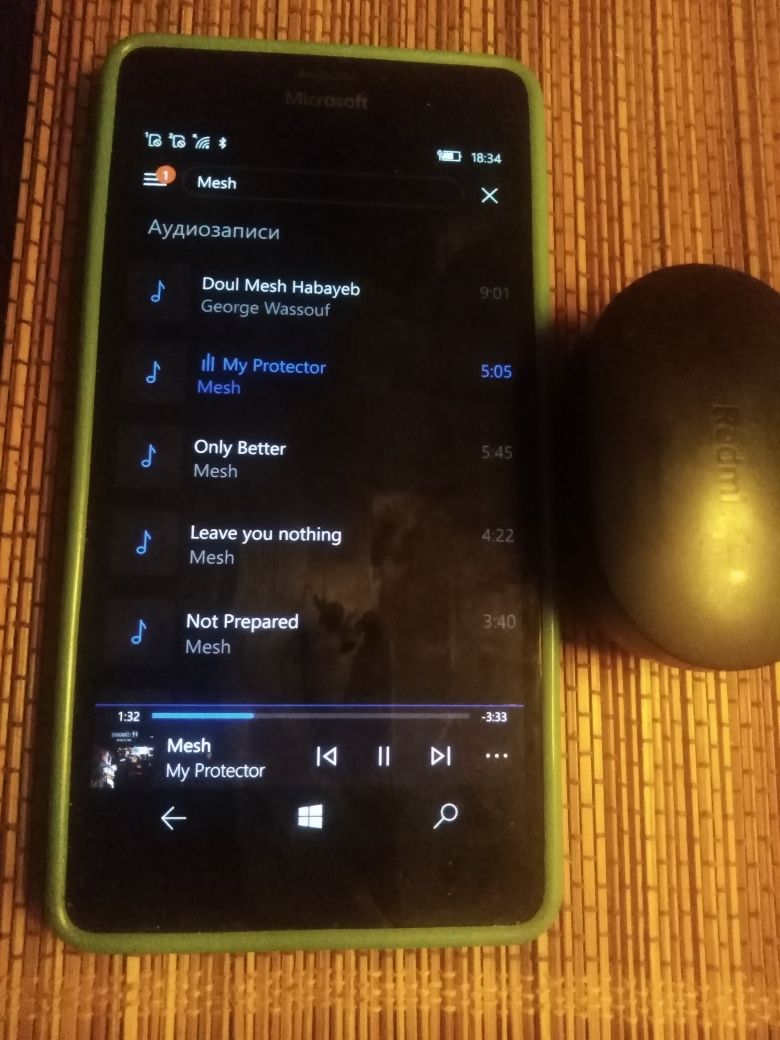 Microsoft
18:34
1
Mesh
Аудиозаписи
Doul Mesh Habayeb
9:01
George Wassouf
My Protector
5:05
Mesh
Only Better
5:45
Mesh
Leave you nothing
4:22
Mesh
Not Prepared
3:40
Mesh
1:32
-3:33
Mesh
My Protector
Redmi